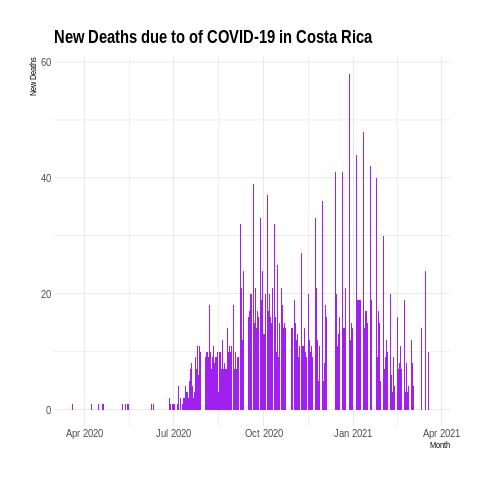 New Deaths due to of COVID-19 in Costa Rica
New Deaths
60
40
20
0
Apr 2020 Jul 2020 Oct 2020 Jan 2021 Apr 2021
Month